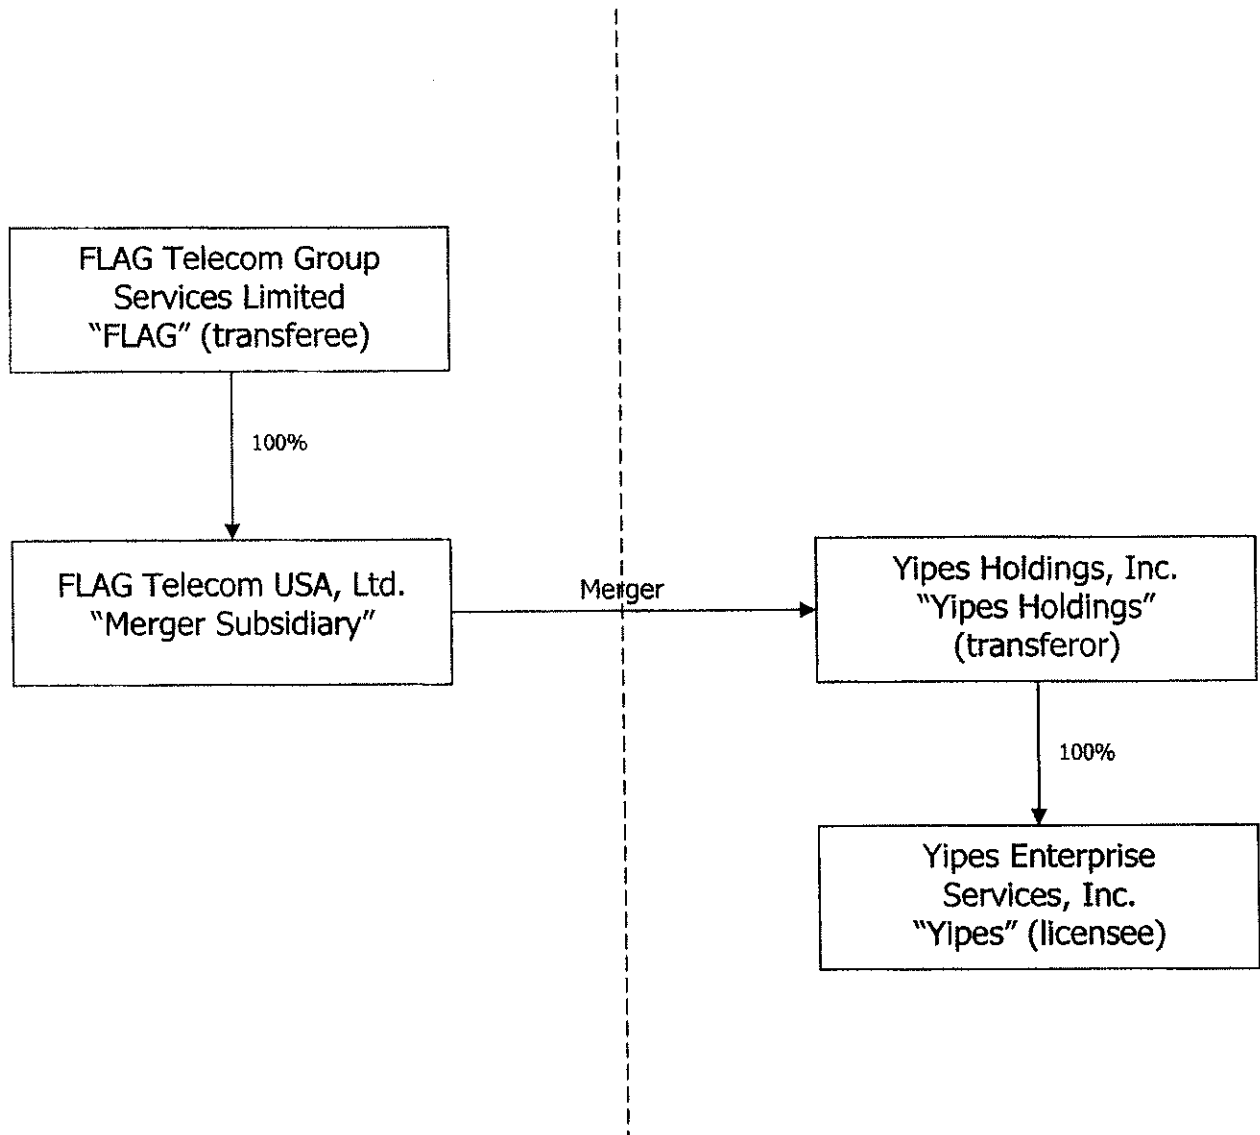 FLAG Telecom Group
Services Limited
“FLAG” (transferee)
100%
FLAG Telecom USA, Ltd.
“Merger Subsidiary”
Merger
Yipes Holdings, Inc.
“Yipes Holdings”
(transferor)
100%
Yipes Enterprise
Services, Inc.
“Yipes” (licensee)